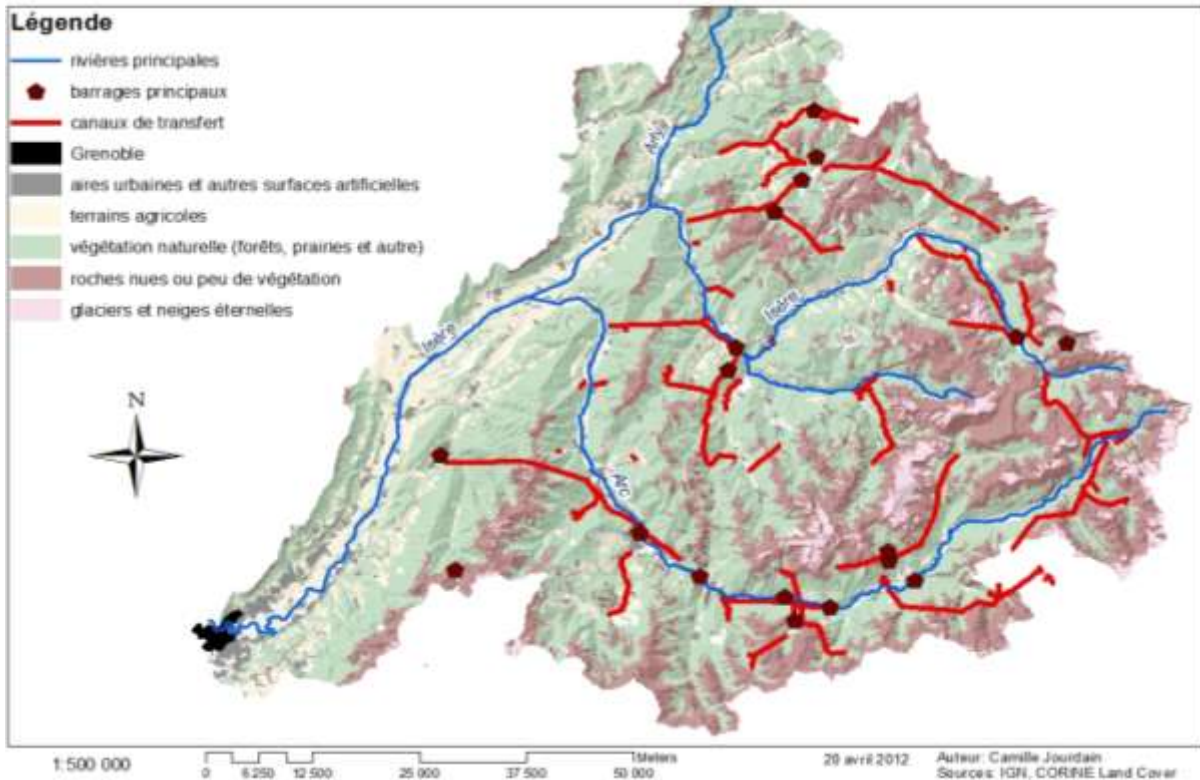 Légende
rivières principales
barrages principaux
canaux de transfert
Grenoble
aires urbaines et autres surfaces artificielles
terrains agricoles
végétation naturelle (forêts, prairies et autre)
roches nues ou peu de végétation
glaciers et neiges éternelles
Arly
Isère
Isère
Arc
N
1:500 000
Meters
0 6 250 12 500 25 000 37 500 50 000
20 avril 2012
Auteur: Camille Jourdain
Sources: IGN, CORINE Land Cover